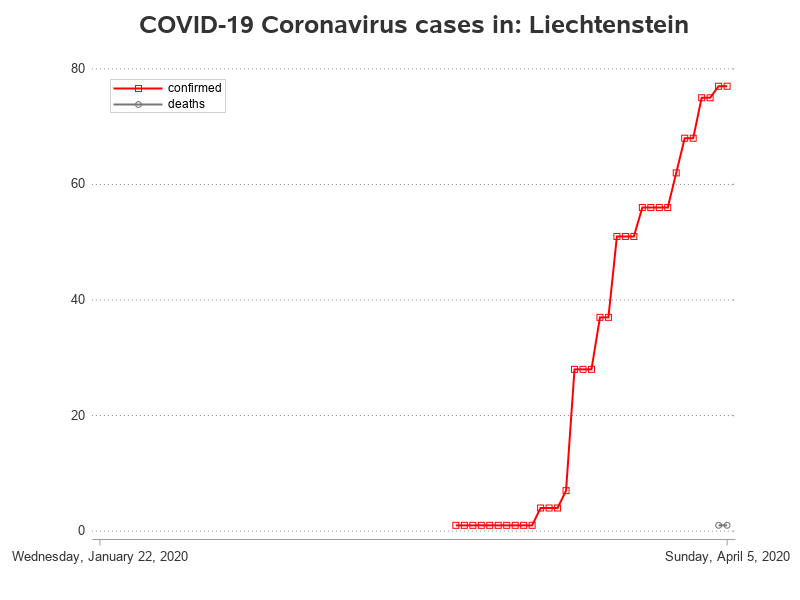 COVID-19 Coronavirus cases in: Liechtenstein
80
confirmed
deaths
60
40
20
0
Wednesday, January 22, 2020 Sunday, April 5, 2020